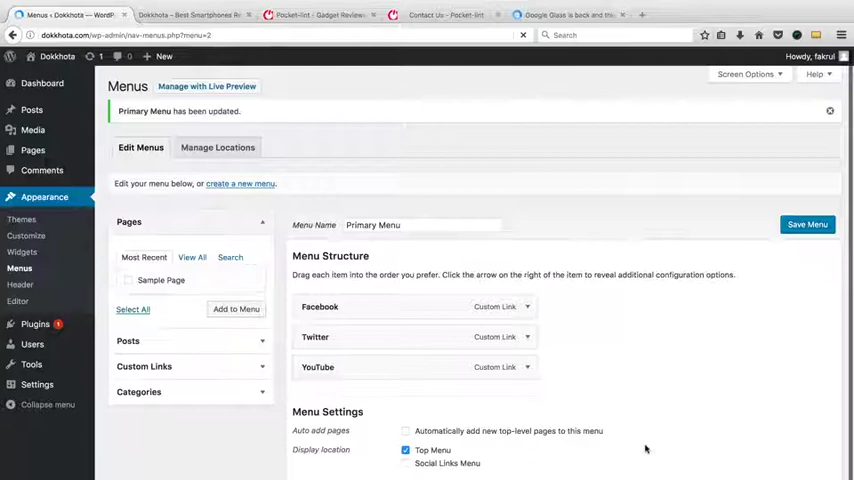 Menus < Dokkhota — WordP
Dokkhota – Best Smartphones R
Pocket-lint - Gadget Reviews
Contact Us - Pocket-lint
Google Glass is back and th
dokkhota.com/wp-admin/nav-menus.php?menu=2
Search
Dokkhota
1
0
New
Howdy, fakrul
Dashboard
Posts
Media
Pages
Comments
Appearance
Themes
Customize
Widgets
Menus
Header
Editor
Plugins 1
Users
Tools
Settings
Collapse menu
Screen Options
Help
Menus
Manage with Live Preview
Primary Menu has been updated.
Edit Menus
Manage Locations
Edit your menu below, or create a new menu.
Pages
Most Recent
View All
Search
Sample Page
Select All
Add to Menu
Posts
Custom Links
Categories
Menu Name
Primary Menu
Save Menu
Menu Structure
Drag each item into the order you prefer. Click the arrow on the right of the item to reveal additional configuration options.
Facebook
Custom Link
Twitter
Custom Link
YouTube
Custom Link
Menu Settings
Auto add pages
Automatically add new top-level pages to this menu
Display location
Top Menu
Social Links Menu